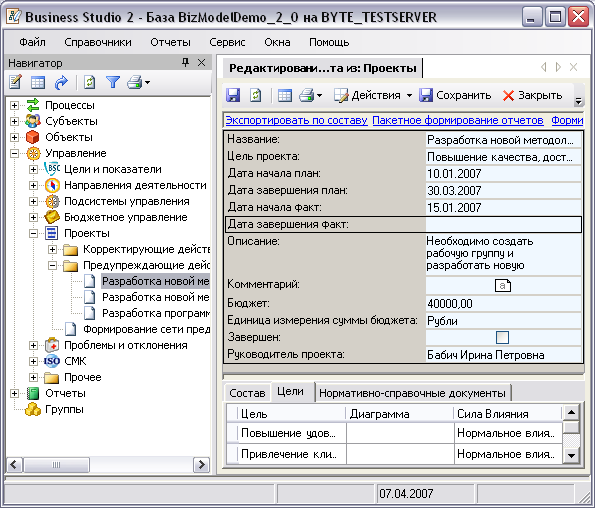 Business Studio 2 - База BizModelDemo_2_0 на BYTE_TESTSERVER
Файл Справочники Отчеты Сервис Окна Помощь
Навигатор
Процессы
Субъекты
Объекты
Управление
BSC Цели и показатели
Направления деятельности
Подсистемы управления
Бюджетное управление
Проекты
Корректирующие дейст
Предупреждающие дейс
Разработка новой ме
Разработка новой ме
Разработка програм
Формирование сети пред
Проблемы и отклонения
ISO СМК
Прочее
Отчеты
Группы
Редактировани...та из: Проекты
Действия Сохранить Закрыть
Экспортировать по составу Пакетное формирование отчетов Форми
Название: Разработка новой методол...
Цель проекта: Повышение качества, дост...
Дата начала план: 10.01.2007
Дата завершения план: 30.03.2007
Дата начала факт: 15.01.2007
Дата завершения факт:
Описание: Необходимо создать
рабочую группу и
разработать новую
Комментарий: a
Бюджет: 40000,00
Единица измерения суммы бюджета: Рубли
Завершен:
Руководитель проекта: Бабич Ирина Петровна
Состав Цели Нормативно-справочные документы
Цель Диаграмма Сила Влияния
Повышение удов... Нормальное влия...
Привлечение кли... Нормальное влия...
07.04.2007